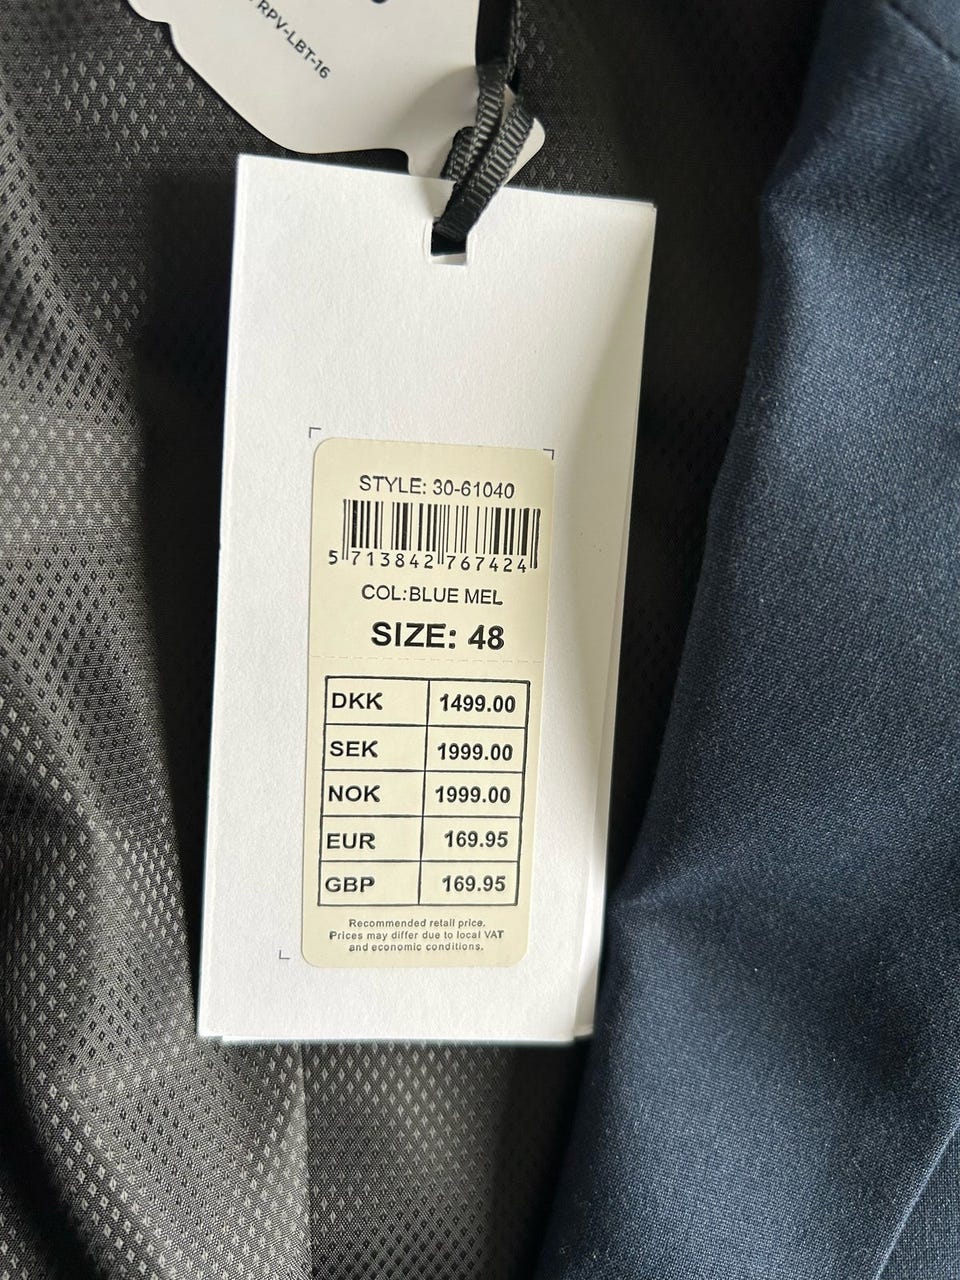 RPV-LBT-16
STYLE: 30-61040
5 713842 767424
COL:BLUE MEL
SIZE: 48
DKK 1499.00
SEK 1999.00
NOK 1999.00
EUR 169.95
GBP 169.95
Recommended retail price.
Prices may differ due to local VAT
and economic conditions.